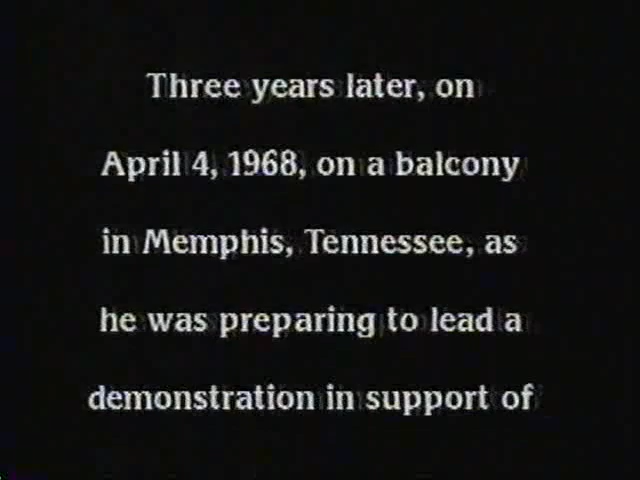 Three years later, on
April 4, 1968, on a balcony
in Memphis, Tennessee, as
he was preparing to lead a
demonstration in support of